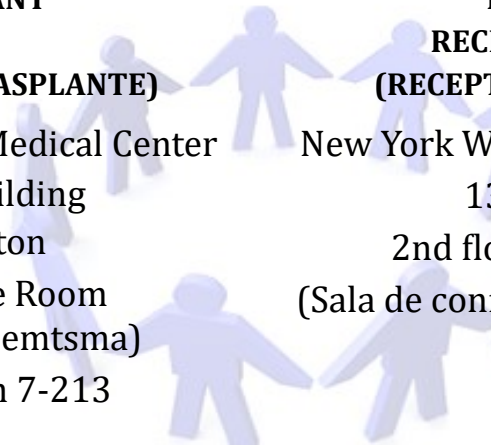 ANT
ASPLANTE)
Medical Center
ilding
ton
e Room
emtsma)
n 7-213
RECI
(RECEPT
New York W
13
2nd flo
(Sala de con